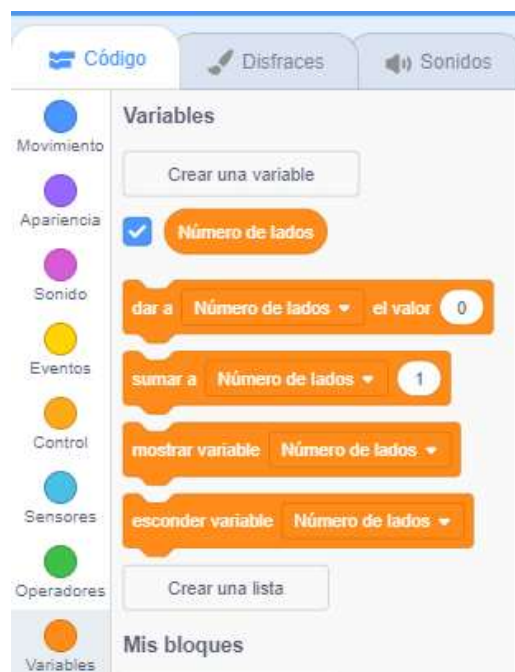 Código
Disfraces
Sonidos
Movimiento
Apariencia
Sonido
Eventos
Control
Sensores
Operadores
Variables
Variables
Crear una variable
Número de lados
dar a Número de lados el valor 0
sumar a Número de lados 1
mostrar variable Número de lados
esconder variable Número de lados
Crear una lista
Mis bloques